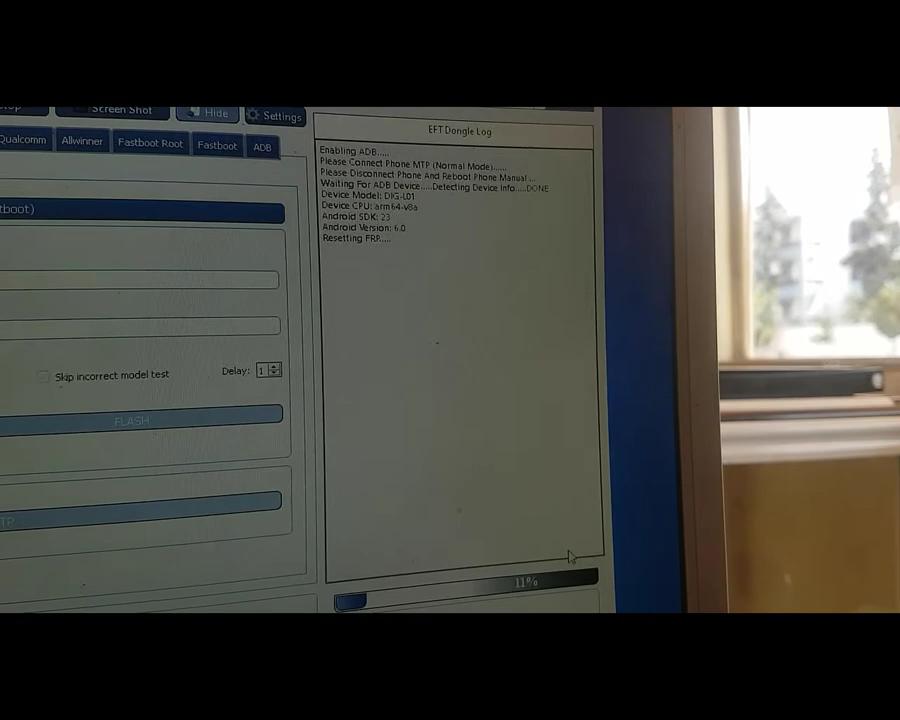 Screen Shot
Hide
Settings
Qualcomm
Allwinner
Fastboot Root
Fastboot
ADB
tboot)
Skip incorrect model test
Delay: 1
FLASH
TP
EFT Dongle Log
Enabling ADB.....
Please Connect Phone MTP (Normal Mode)......
Please Disconnect Phone And Reboot Phone Manual ...
Waiting For ADB Device.....Detecting Device Info.....DONE
Device Model: DIG-L01
Device CPU: arm64-v8a
Android SDK: 23
Android Version: 6.0
Resetting FRP.....
11%